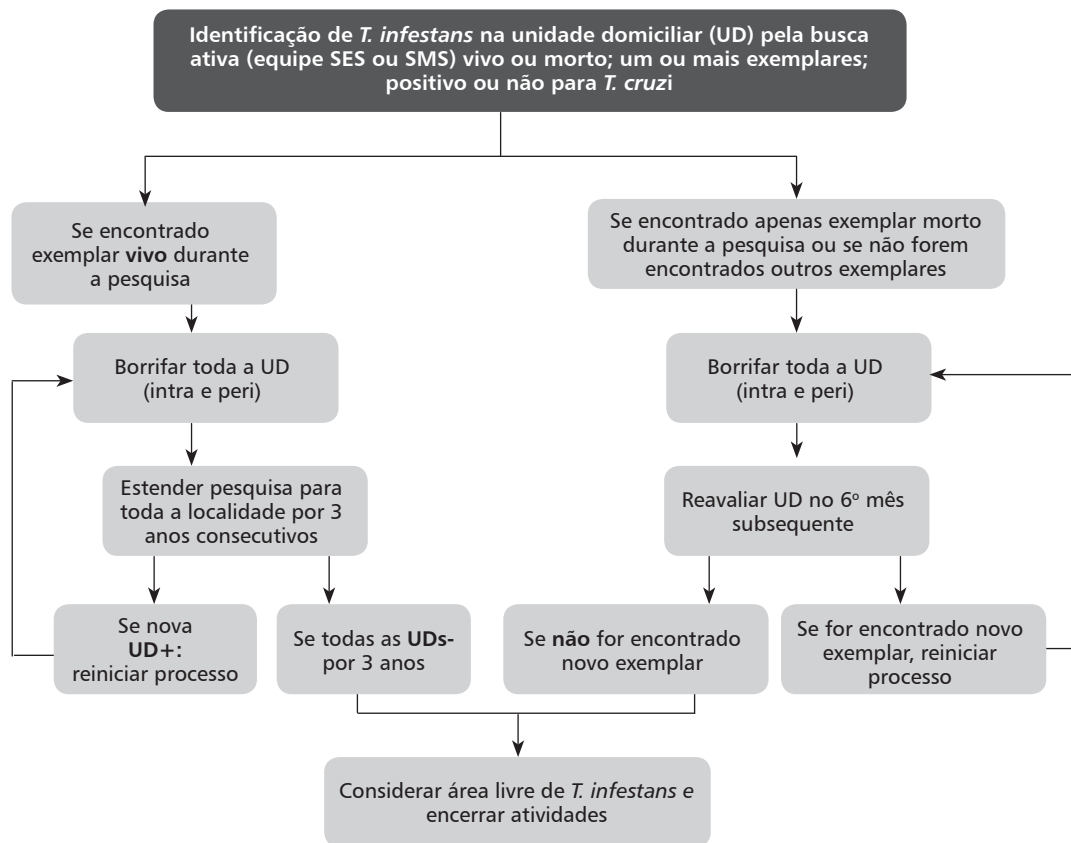 Identificação de T. infestans na unidade domiciliar (UD) pela busca
ativa (equipe SES ou SMS) vivo ou morto; um ou mais exemplares;
positivo ou não para T. cruzi
Se encontrado
exemplar vivo durante
a pesquisa
Se encontrado apenas exemplar morto
durante a pesquisa ou se não forem
encontrados outros exemplares
Borrifar toda a UD
(intra e peri)
Borrifar toda a UD
(intra e peri)
Estender pesquisa para
toda a localidade por 3
anos consecutivos
Reavaliar UD no 6º mês
subsequente
Se nova
UD+:
reiniciar processo
Se todas as UDs-
por 3 anos
Se não for encontrado
novo exemplar
Se for encontrado novo
exemplar, reiniciar
processo
Considerar área livre de T. infestans e
encerrar atividades